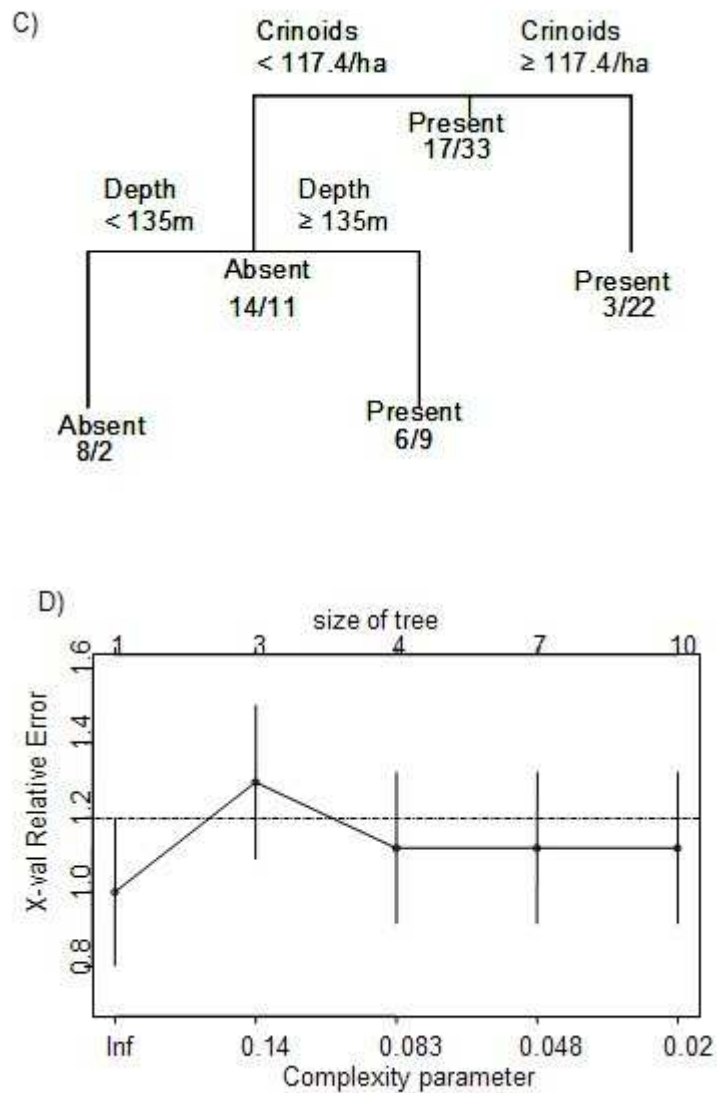 C)
Crinoids
< 117.4/ha
Crinoids
≥ 117.4/ha
Present
17/33
Depth
< 135m
Depth
≥ 135m
Absent
14/11
Present
3/22
Absent
8/2
Present
6/9
D)
size of tree
1 3 4 7 10
X-val Relative Error
1.6
1.4
1.2
1.0
0.8
Inf 0.14 0.083 0.048 0.02
Complexity parameter